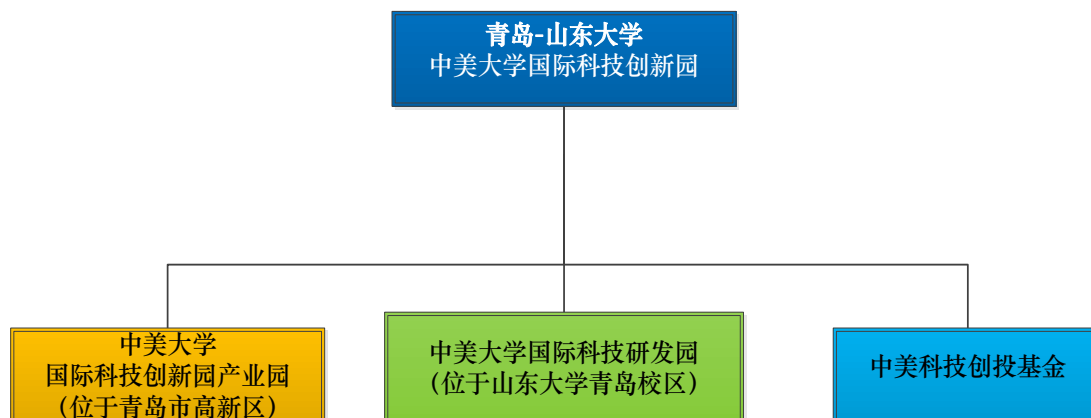 青岛-山东大学
中美大学国际科技创新园
中美大学
国际科技创新园产业园
（位于青岛市高新区）
中美大学国际科技研发园
（位于山东大学青岛校区）
中美科技创投基金